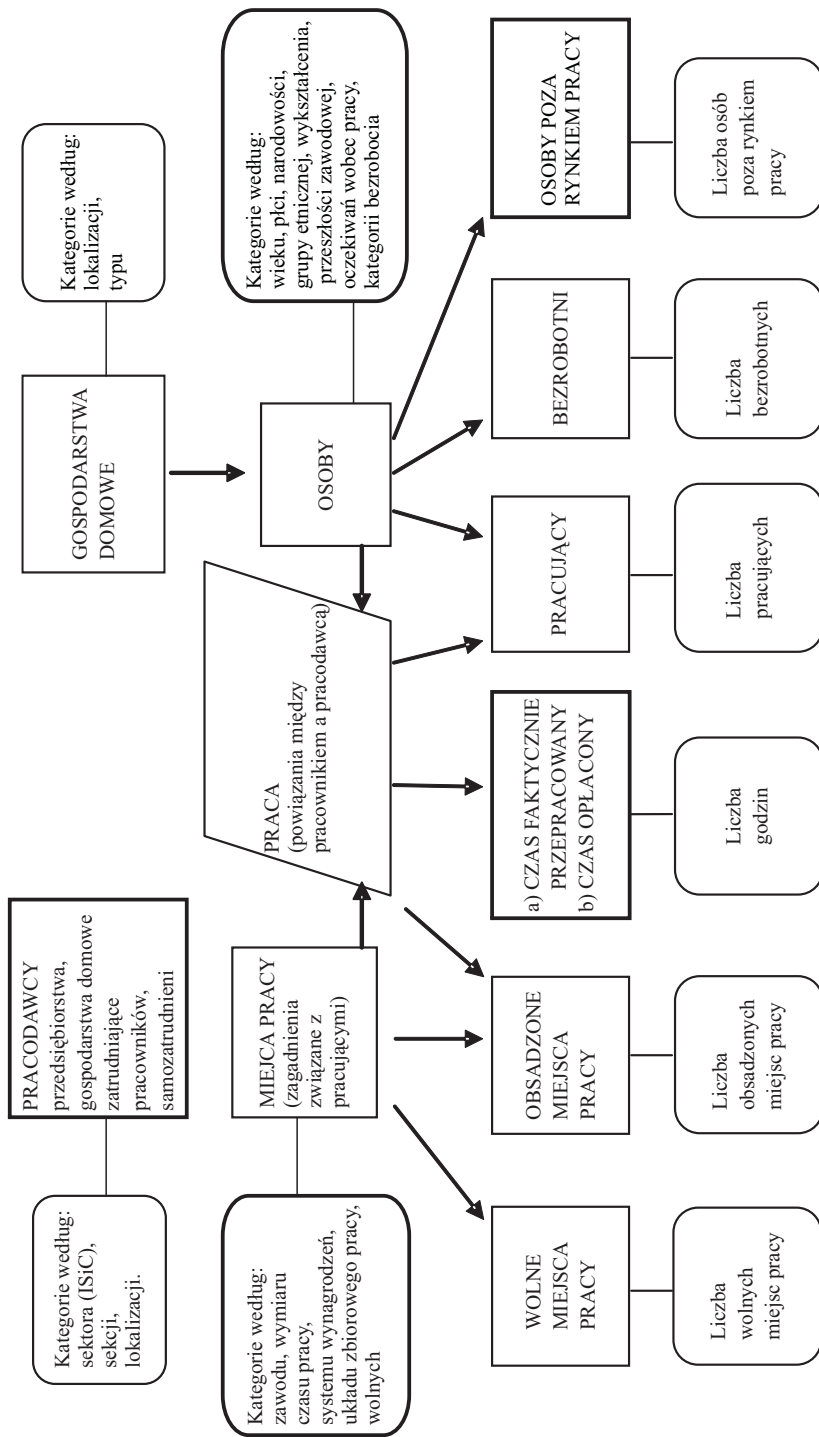 Kategorie według:
sektora (ISiC),
sekcji,
lokalizacji.
PRACODAWCY
przedsiębiorstwa,
gospodarstwa domowe
zatrudniające
pracowników,
samozatrudnieni
GOSPODARSTWA
DOMOWE
Kategorie według:
lokalizacji,
typu
Kategorie według:
zawodu, wymiaru
czasu pracy,
systemu wynagrodzeń,
układu zbiorowego pracy,
wolnych
MIEJCA PRACY
(zagadnienia
związane z
pracującymi)
PRACA
(powiązania między
pracownikiem a pracodawcą)
OSOBY
Kategorie według:
wieku, płci, narodowości,
grupy etnicznej, wykształcenia,
przeszłości zawodowej,
oczekiwań wobec pracy,
kategorii bezrobocia
WOLNE
MIEJSCA
PRACY
OBSADZONE
MIEJSCA
PRACY
a) CZAS FAKTYCZNIE
PRZEPRACOWANY
b) CZAS OPŁACONY
PRACUJĄCY
BEZROBOTNI
OSOBY POZA
RYNKIEM PRACY
Liczba
wolnych
miejsc pracy
Liczba
obsadzonych
miejsc pracy
Liczba
godzin
Liczba
pracujących
Liczba
bezrobotnych
Liczba osób
poza rynkiem
pracy